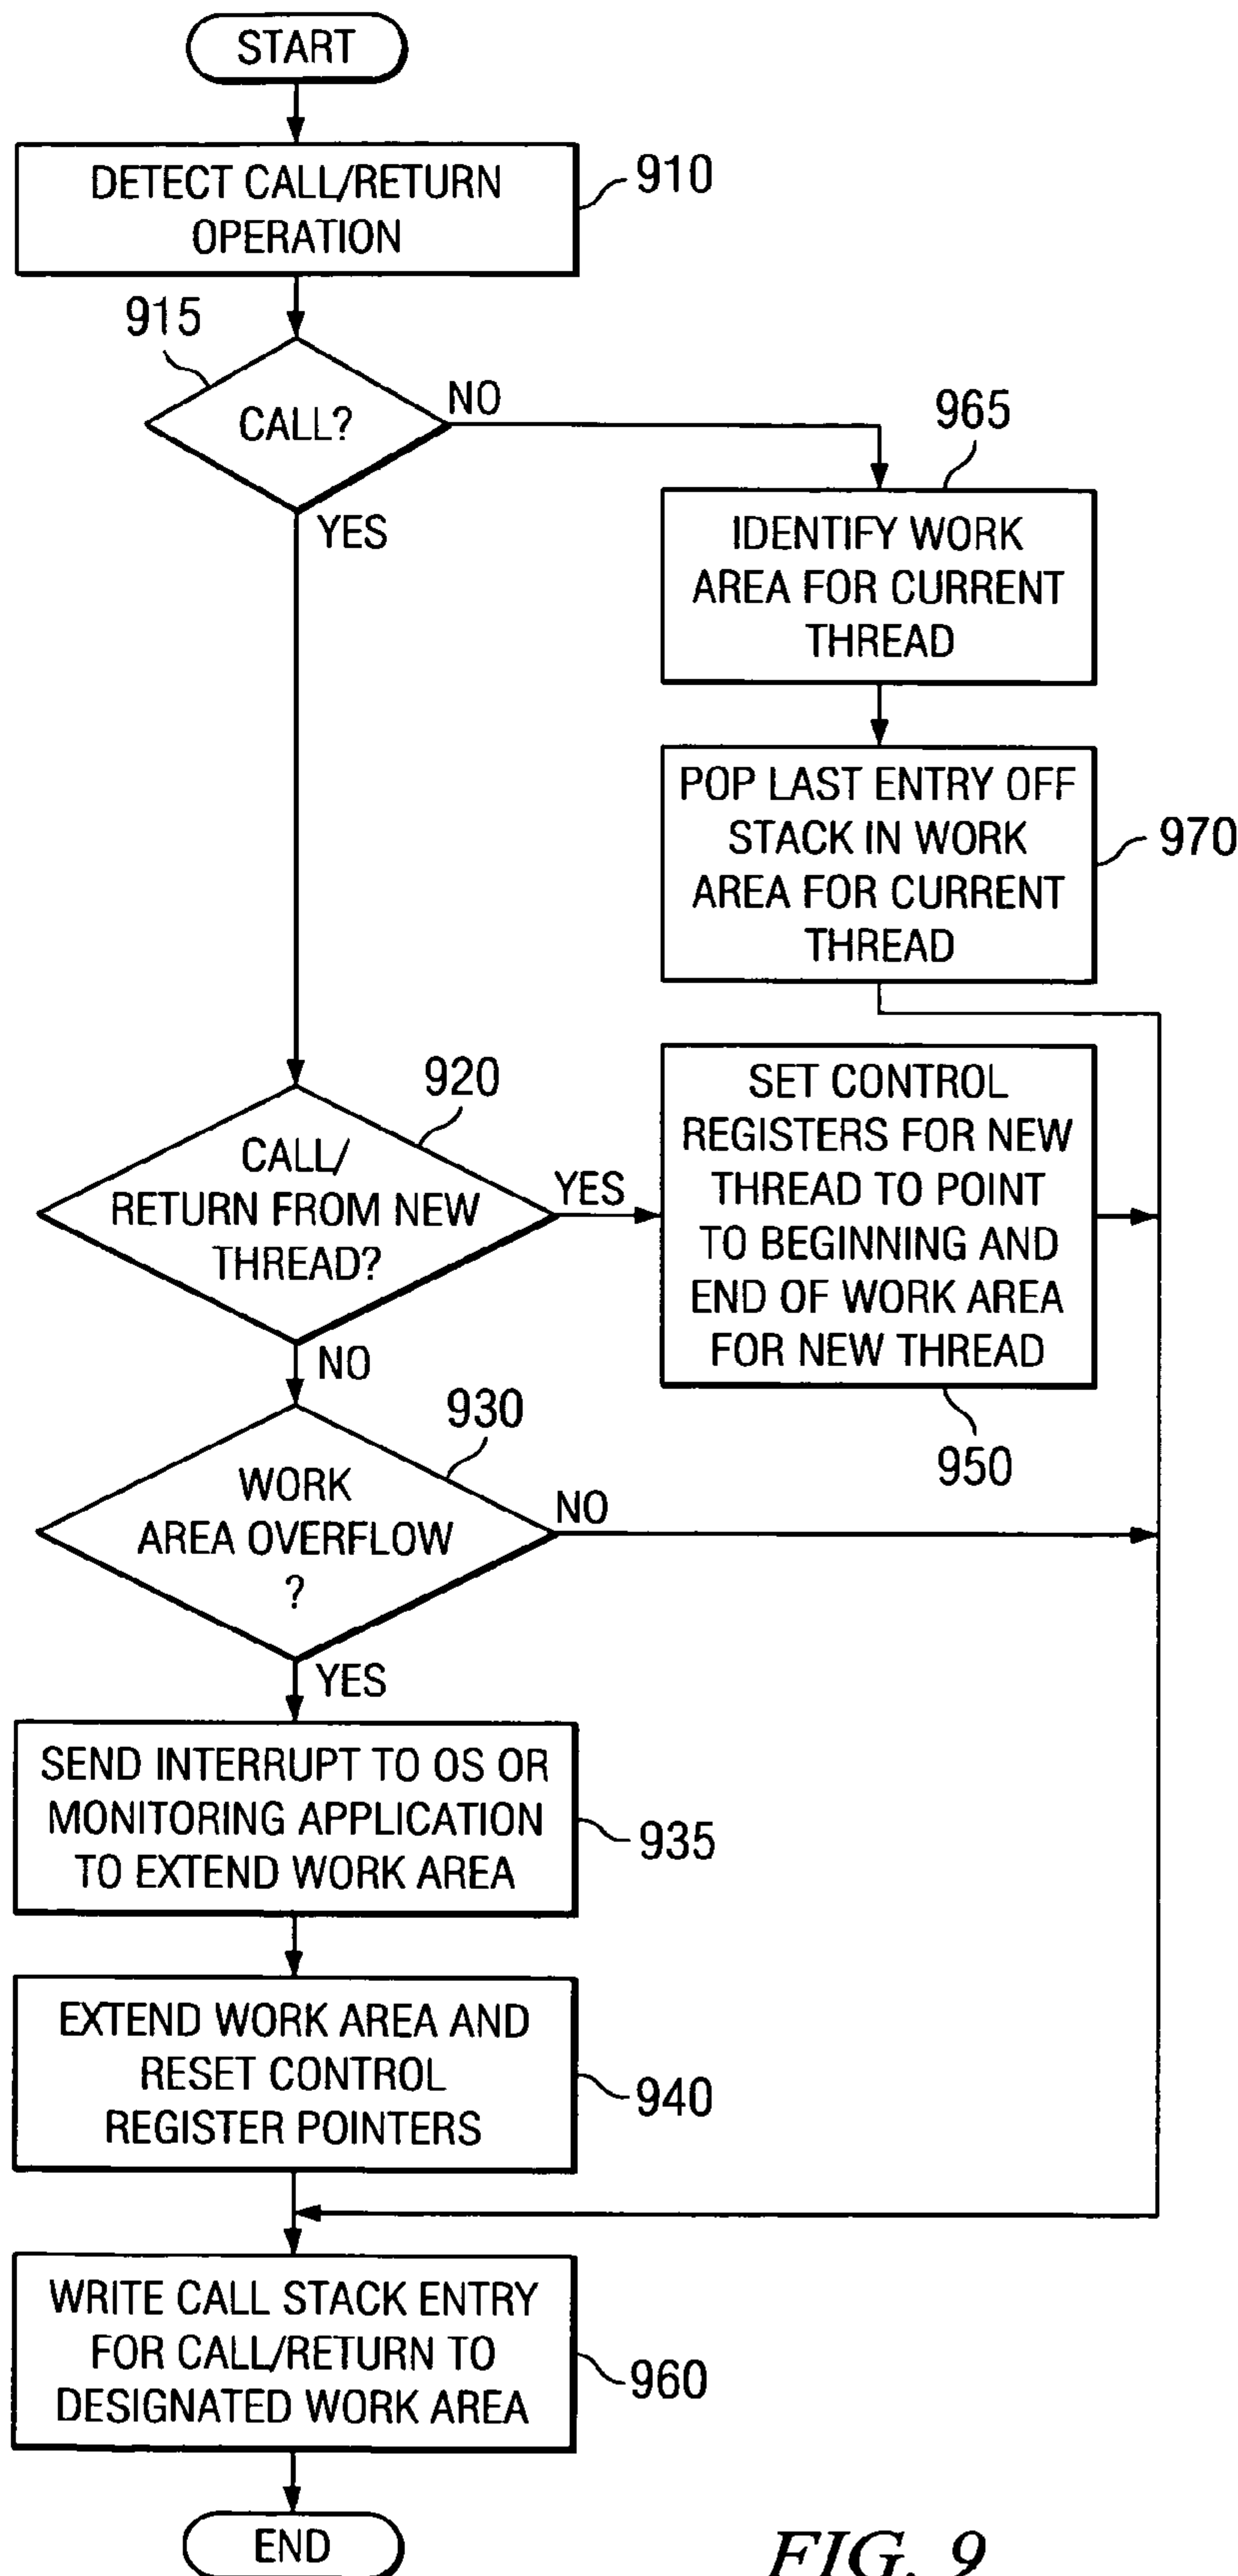 START
DETECT CALL/RETURN
OPERATION
910
915
CALL?
NO
YES
965
IDENTIFY WORK
AREA FOR CURRENT
THREAD
POP LAST ENTRY OFF
STACK IN WORK
AREA FOR CURRENT
THREAD
970
920
CALL/
RETURN FROM NEW
THREAD?
YES
NO
SET CONTROL
REGISTERS FOR NEW
THREAD TO POINT
TO BEGINNING AND
END OF WORK AREA
FOR NEW THREAD
950
930
WORK
AREA OVERFLOW
?
NO
YES
SEND INTERRUPT TO OS OR
MONITORING APPLICATION
TO EXTEND WORK AREA
935
EXTEND WORK AREA AND
RESET CONTROL
REGISTER POINTERS
940
WRITE CALL STACK ENTRY
FOR CALL/RETURN TO
DESIGNATED WORK AREA
960
END
FIG. 9